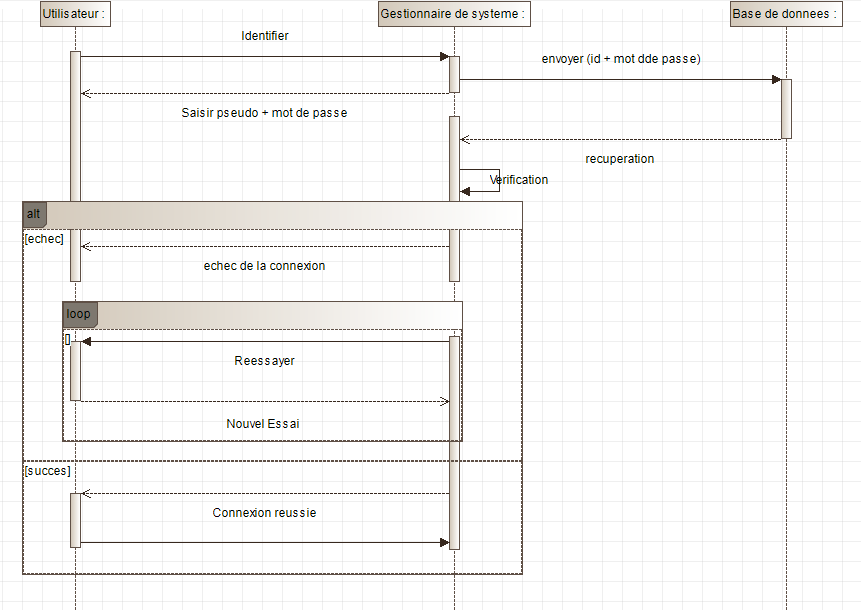 Utilisateur :
Gestionnaire de systeme :
Base de donnees :
Identifier
envoyer (id + mot dde passe)
Saisir pseudo + mot de passe
recuperation
Verification
alt
[echec]
echec de la connexion
loop
[]
Reessayer
Nouvel Essai
[succes]
Connexion reussie